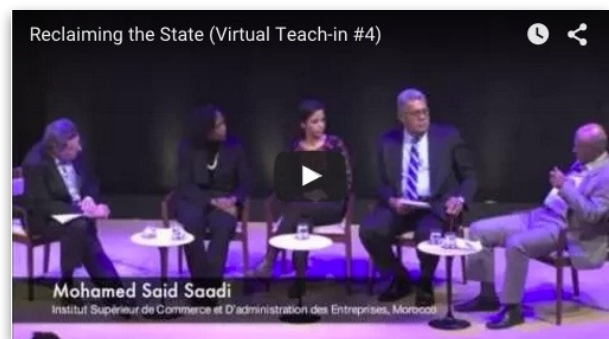 Reclaiming the State (Virtual Teach-in #4)
Mohamed Said Saadi
Institut Supérieur de Commerce et D'administration des Entreprises, Morocco